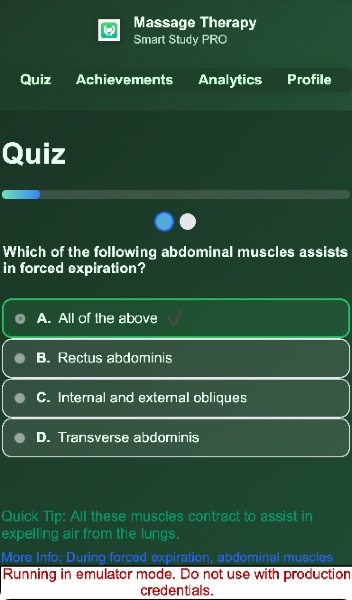 Massage Therapy
Smart Study PRO
Quiz Achievements Analytics Profile
Quiz
Which of the following abdominal muscles assists
in forced expiration?
A. All of the above
B. Rectus abdominis
C. Internal and external obliques
D. Transverse abdominis
Quick Tip: All these muscles contract to assist in
expelling air from the lungs.
More Info: During forced expiration, abdominal muscles
Running in emulator mode. Do not use with production
credentials.